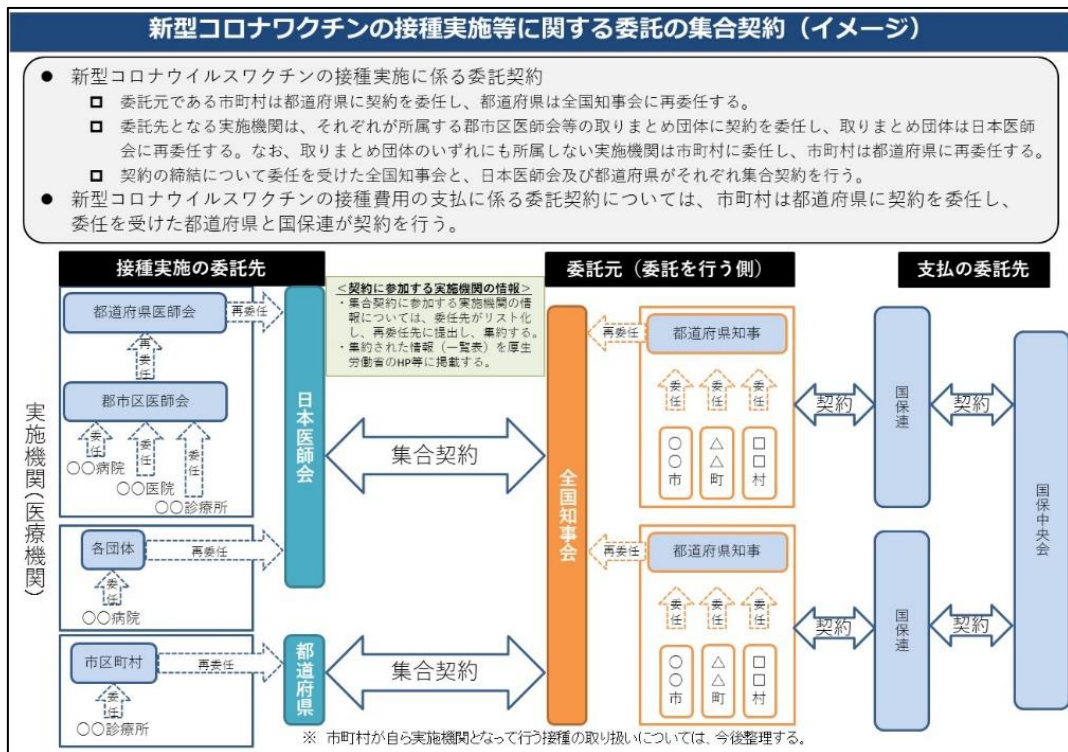 新型コロナワクチンの接種実施等に関する委託の集合契約（イメージ）
● 新型コロナウイルスワクチンの接種実施に係る委託契約
□ 委託元である市町村は都道府県に契約を委任し、都道府県は全国知事会に再委任する。
□ 委託先となる実施機関は、それぞれが所属する郡市区医師会等の取りまとめ団体に契約を委任し、取りまとめ団体は日本医師
会に再委任する。なお、取りまとめ団体のいずれにも所属しない実施機関は市町村に委任し、市町村は都道府県に再委任する。
□ 契約の締結について委任を受けた全国知事会と、日本医師会及び都道府県がそれぞれ集合契約を行う。
● 新型コロナウイルスワクチンの接種費用の支払に係る委託契約については、市町村は都道府県に契約を委任し、
委任を受けた都道府県と国保連が契約を行う。
接種実施の委託先
委託元（委託を行う側）
支払の委託先
＜契約に参加する実施機関の情報＞
・集合契約に参加する実施機関の情
報については、委任先がリスト化
し、再委任先に提出し、集約する。
・集約された情報（一覧表）を厚生
労働省のHP等に掲載する。
実施機関（医療機関）
都道府県医師会
再委任
再委任
郡市区医師会
委任
委任
委任
〇〇病院
〇〇医院
〇〇診療所
各団体
再委任
委任
〇〇病院
市区町村
再委任
委任
〇〇診療所
日本医師会
都道府県
集合契約
集合契約
全国知事会
再委任
都道府県知事
委任
委任
委任
〇〇市
△△町
□□村
再委任
都道府県知事
委任
委任
委任
〇〇市
△△町
□□村
契約
国保連
契約
契約
国保連
契約
国保中央会
※ 市町村が自ら実施機関となって行う接種の取り扱いについては、今後整理する。